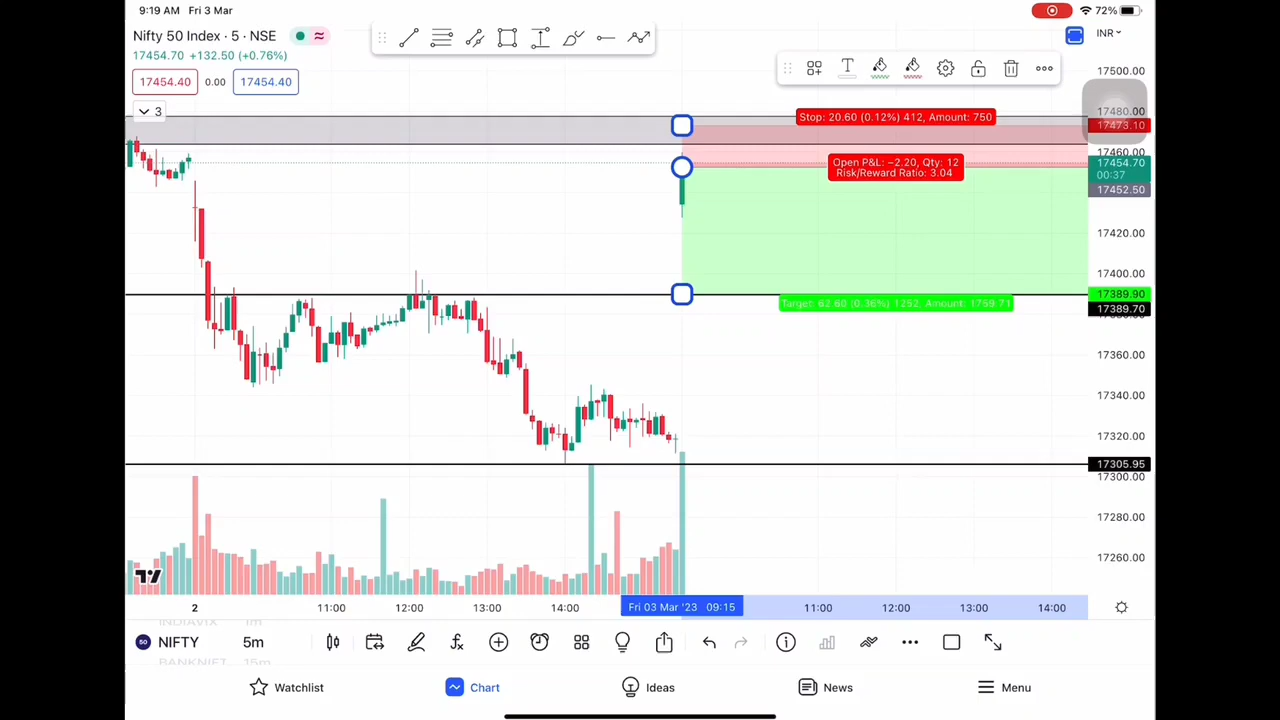 9:19 AM Fri 3 Mar
72%
Nifty 50 Index · 5 · NSE
INR
17454.70 +132.50 (+0.76%)
17454.40 0.00 17454.40
3
T
17500.00
17480.00
17473.10
17460.00
17454.70
00:37
17452.50
17420.00
17400.00
17389.90
17389.70
17360.00
17340.00
17320.00
17305.95
17300.00
17280.00
17260.00
Stop: 20.60 (0.12%) 412, Amount: 750
Open P&L: −2.20, Qty: 12
Risk/Reward Ratio: 3.04
Target: 62.60 (0.36%) 1252, Amount: 1759.71
2 11:00 12:00 13:00 14:00 Fri 03 Mar '23 09:15 11:00 12:00 13:00 14:00
INDIAVIX 1m
50 NIFTY 5m
BANKNIFT 15m
Watchlist Chart Ideas News Menu